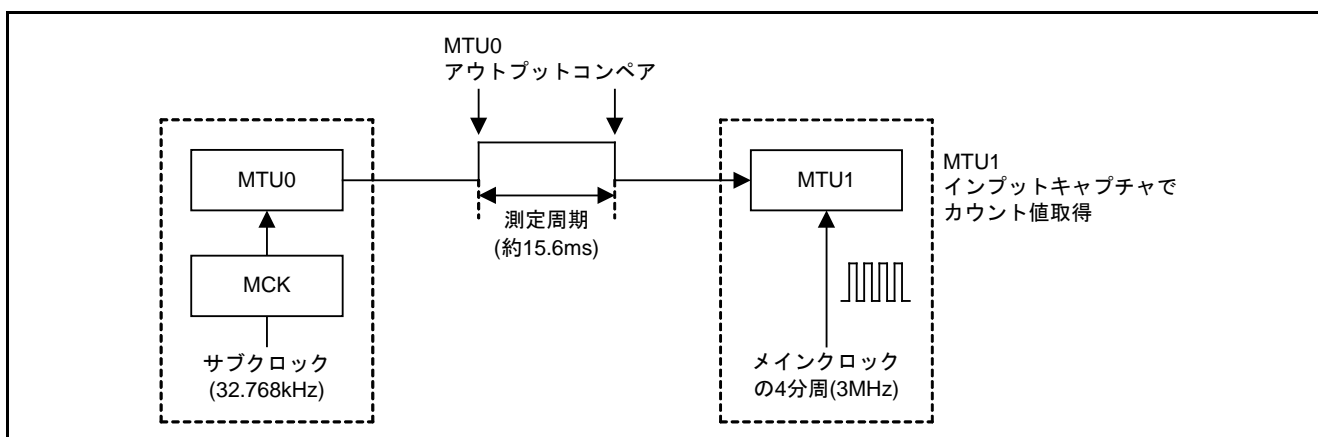 MTU0
アウトプットコンペア
MTU0
MCK
サブクロック
(32.768kHz)
測定周期
(約15.6ms)
MTU1
メインクロック
の4分周(3MHz)
MTU1
インプットキャプチャで
カウント値取得